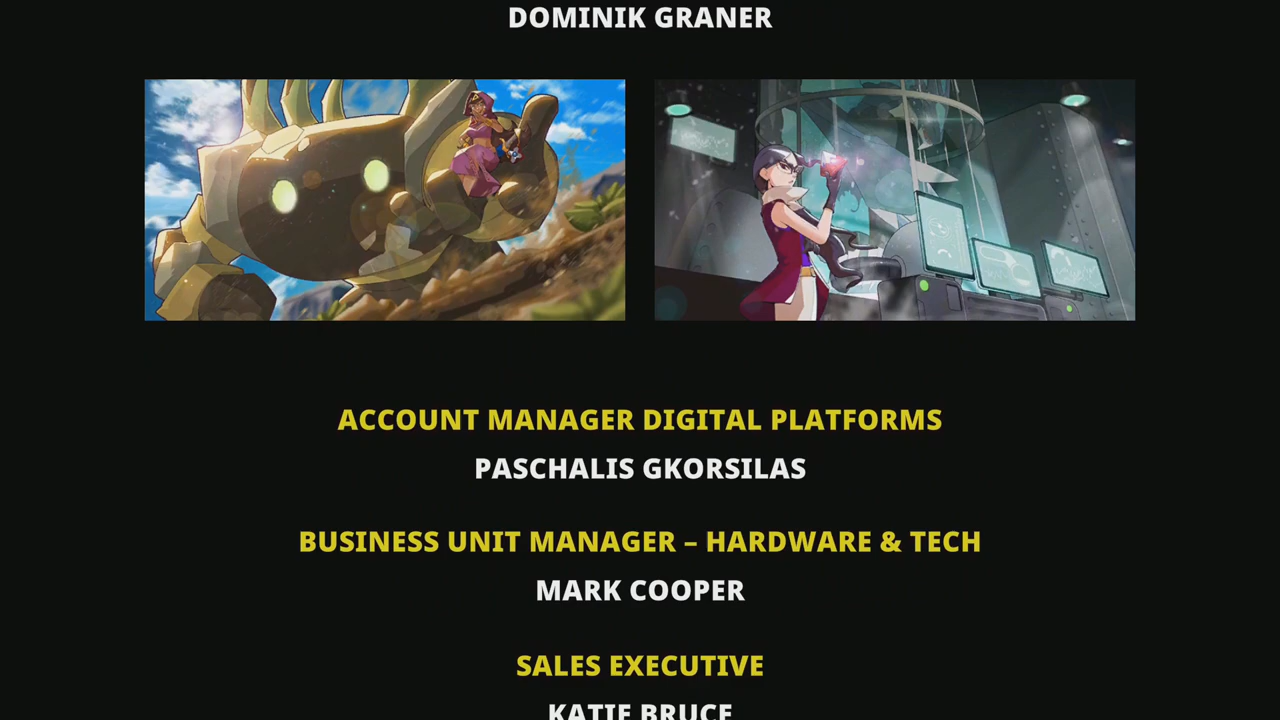 DOMINIK GRANER
ACCOUNT MANAGER DIGITAL PLATFORMS
PASCHALIS GKORSILAS
BUSINESS UNIT MANAGER – HARDWARE & TECH
MARK COOPER
SALES EXECUTIVE
KATIE BRUCE